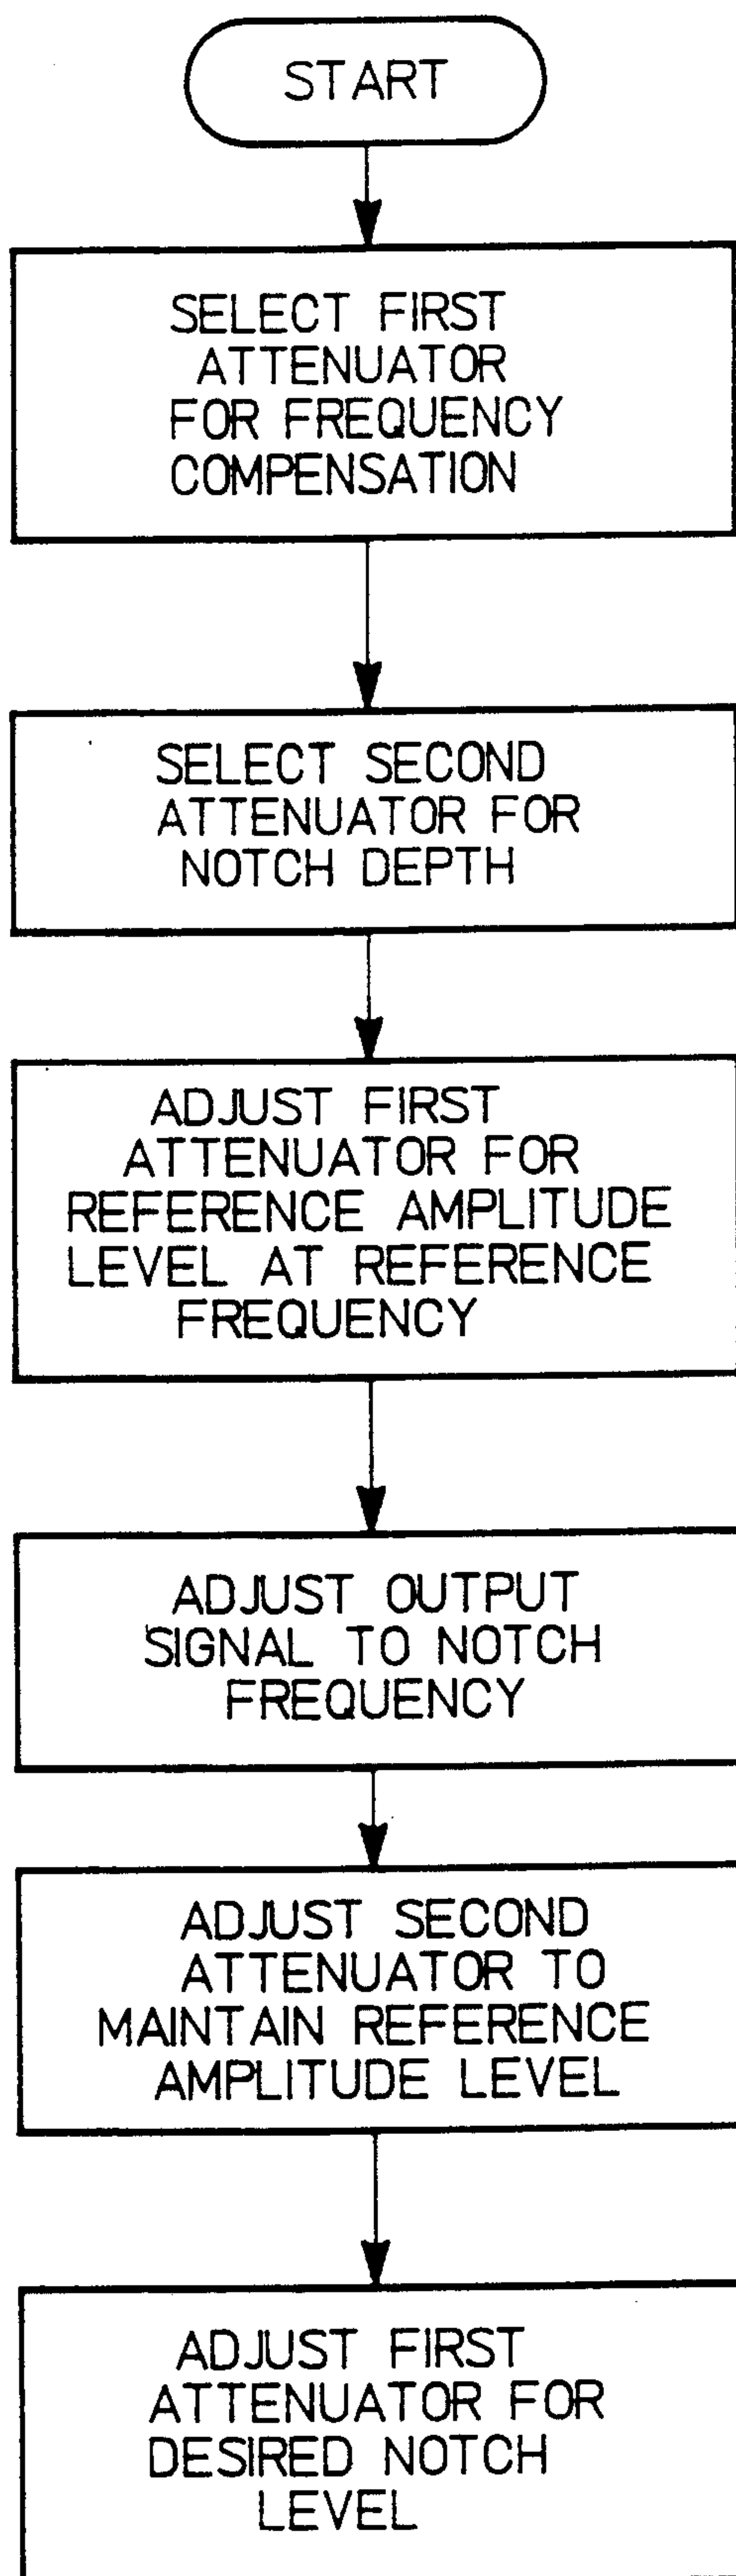 START
SELECT FIRST
ATTENUATOR
FOR FREQUENCY
COMPENSATION
SELECT SECOND
ATTENUATOR FOR
NOTCH DEPTH
ADJUST FIRST
ATTENUATOR FOR
REFERENCE AMPLITUDE
LEVEL AT REFERENCE
FREQUENCY
ADJUST OUTPUT
SIGNAL TO NOTCH
FREQUENCY
ADJUST SECOND
ATTENUATOR TO
MAINTAIN REFERENCE
AMPLITUDE LEVEL
ADJUST FIRST
ATTENUATOR FOR
DESIRED NOTCH
LEVEL